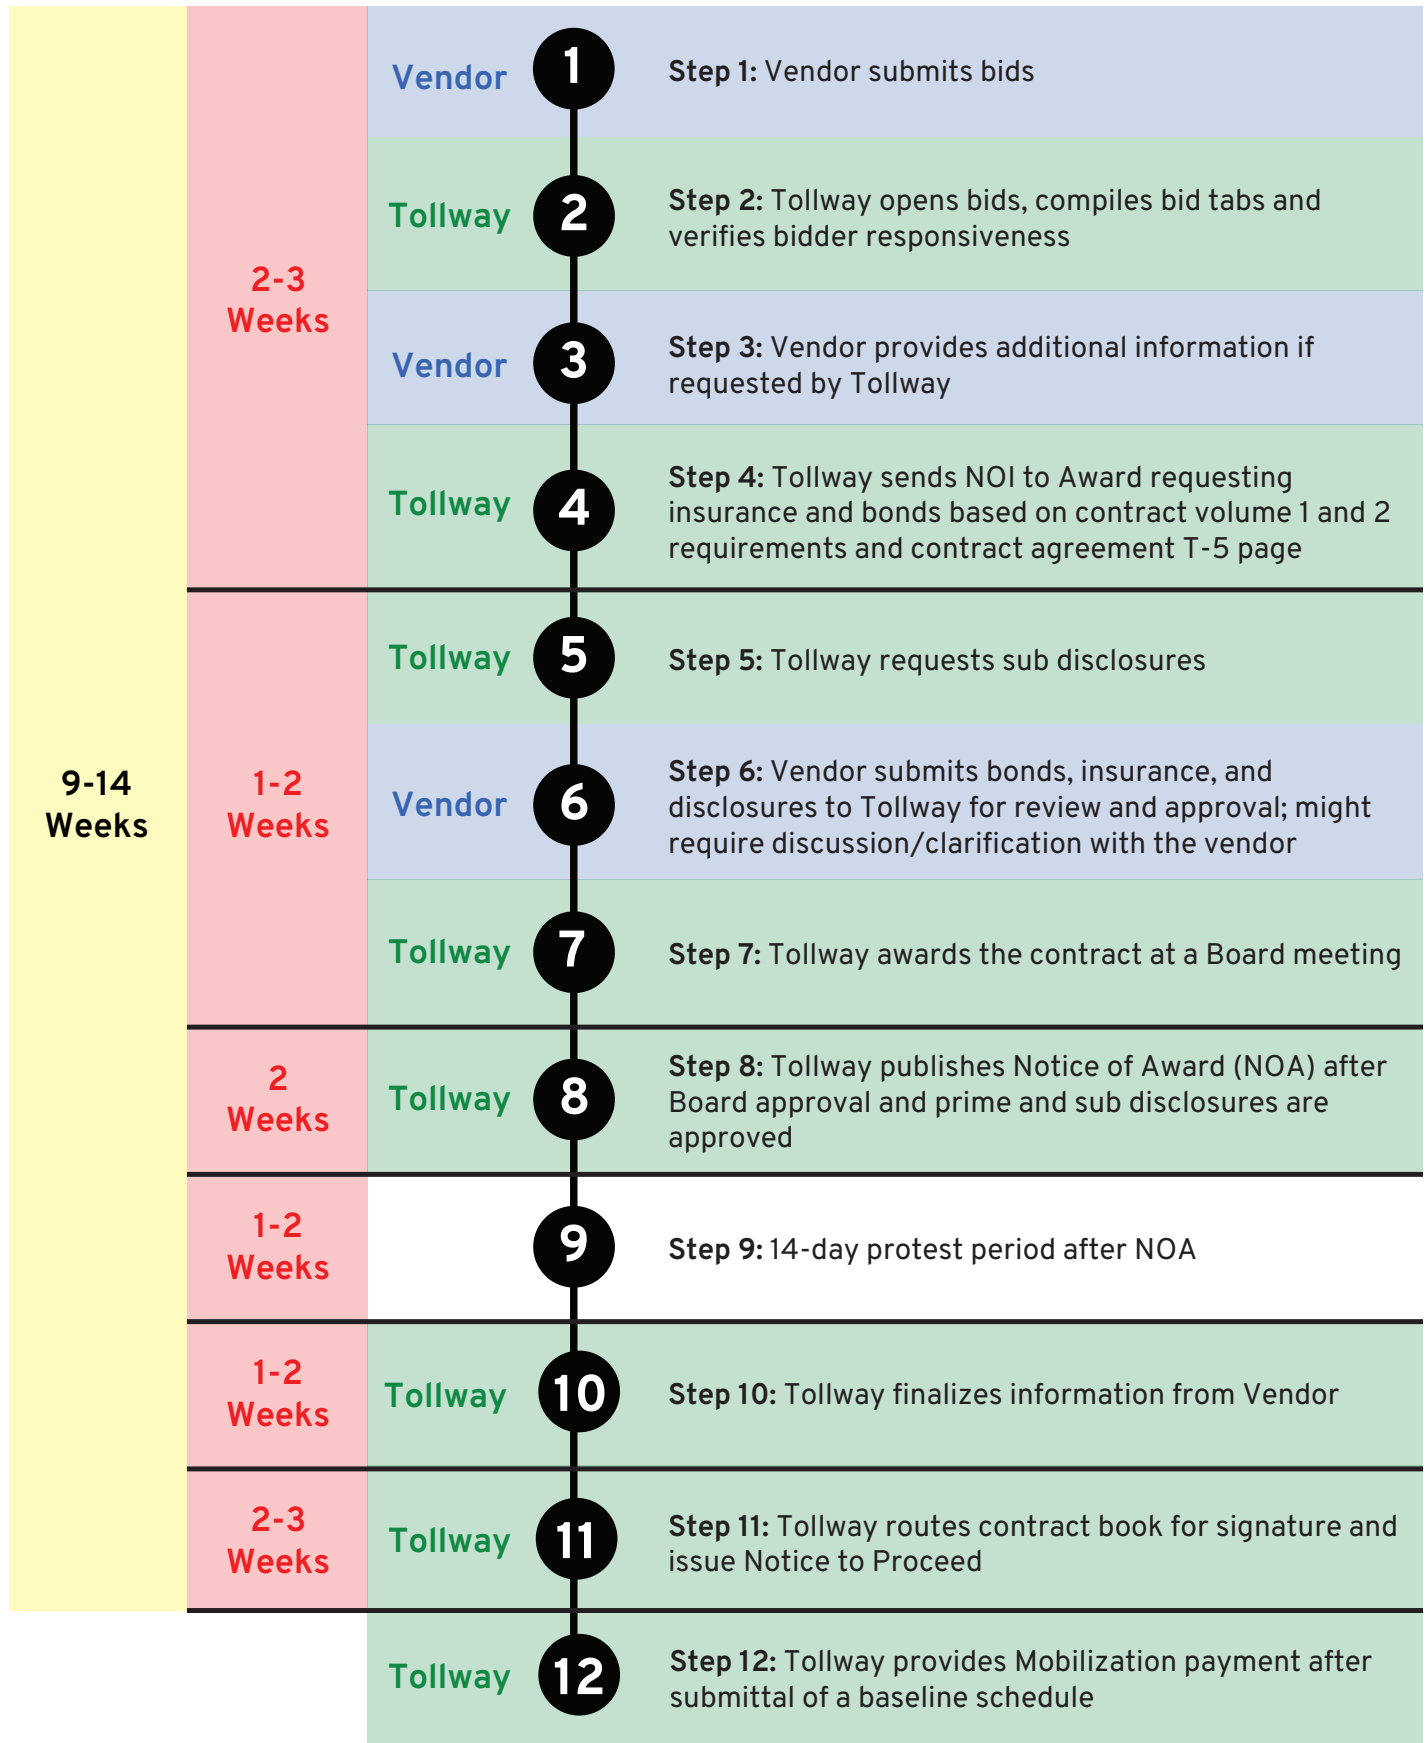 9-14
Weeks
2-3
Weeks
Vendor
1
Step 1: Vendor submits bids
Tollway
2
Step 2: Tollway opens bids, compiles bid tabs and
verifies bidder responsiveness
Vendor
3
Step 3: Vendor provides additional information if
requested by Tollway
Tollway
4
Step 4: Tollway sends NOI to Award requesting
insurance and bonds based on contract volume 1 and 2
requirements and contract agreement T-5 page
1-2
Weeks
Tollway
5
Step 5: Tollway requests sub disclosures
Vendor
6
Step 6: Vendor submits bonds, insurance, and
disclosures to Tollway for review and approval; might
require discussion/clarification with the vendor
Tollway
7
Step 7: Tollway awards the contract at a Board meeting
2
Weeks
Tollway
8
Step 8: Tollway publishes Notice of Award (NOA) after
Board approval and prime and sub disclosures are
approved
1-2
Weeks
9
Step 9: 14-day protest period after NOA
1-2
Weeks
Tollway
10
Step 10: Tollway finalizes information from Vendor
2-3
Weeks
Tollway
11
Step 11: Tollway routes contract book for signature and
issue Notice to Proceed
Tollway
12
Step 12: Tollway provides Mobilization payment after
submittal of a baseline schedule